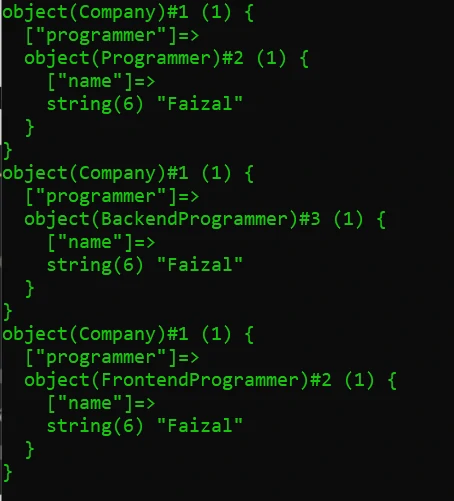 object(Company)#1 (1) {
  ["programmer"]=>
  object(Programmer)#2 (1) {
    ["name"]=>
    string(6) "Faizal"
  }
}
object(Company)#1 (1) {
  ["programmer"]=>
  object(BackendProgrammer)#3 (1) {
    ["name"]=>
    string(6) "Faizal"
  }
}
object(Company)#1 (1) {
  ["programmer"]=>
  object(FrontendProgrammer)#2 (1) {
    ["name"]=>
    string(6) "Faizal"
  }
}